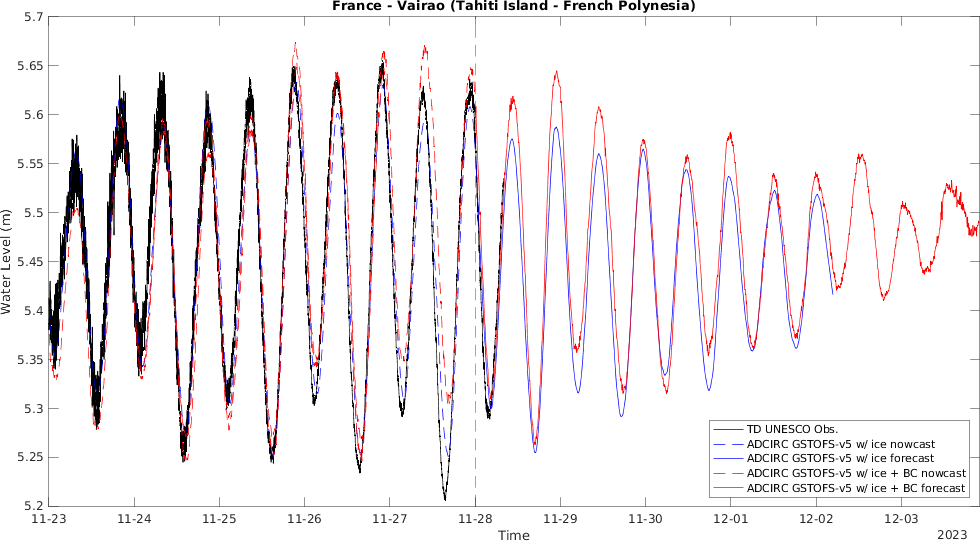 France - Vairao (Tahiti Island - French Polynesia)
5.7
5.65
5.6
5.55
5.5
5.45
5.4
5.35
5.3
5.25
5.2
Water Level (m)
TD UNESCO Obs.
ADCIRC GSTOFS-v5 w/ ice nowcast
ADCIRC GSTOFS-v5 w/ ice forecast
ADCIRC GSTOFS-v5 w/ ice + BC nowcast
ADCIRC GSTOFS-v5 w/ ice + BC forecast
11-23 11-24 11-25 11-26 11-27 11-28 11-29 11-30 12-01 12-02 12-03
Time
2023